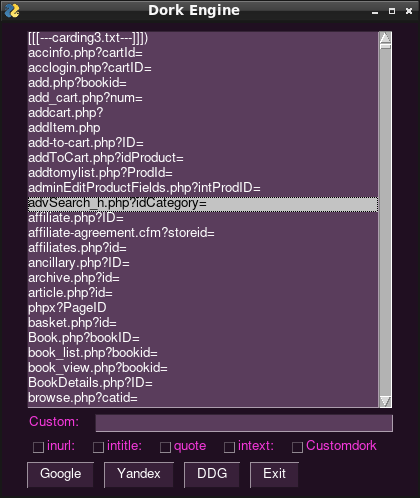 Dork Engine
[[[---carding3.txt---]]])
accinfo.php?cartId=
acclogin.php?cartID=
add.php?bookid=
add_cart.php?num=
addcart.php?
addItem.php
add-to-cart.php?ID=
addToCart.php?idProduct=
addtomylist.php?ProdId=
adminEditProductFields.php?intProdID=
advSearch_h.php?idCategory=
affiliate.php?ID=
affiliate-agreement.cfm?storeid=
affiliates.php?id=
ancillary.php?ID=
archive.php?id=
article.php?id=
phpx?PageID
basket.php?id=
Book.php?bookID=
book_list.php?bookid=
book_view.php?bookid=
BookDetails.php?ID=
browse.php?catid=
Custom:
inurl: intitle: quote intext: Customdork
Google Yandex DDG Exit